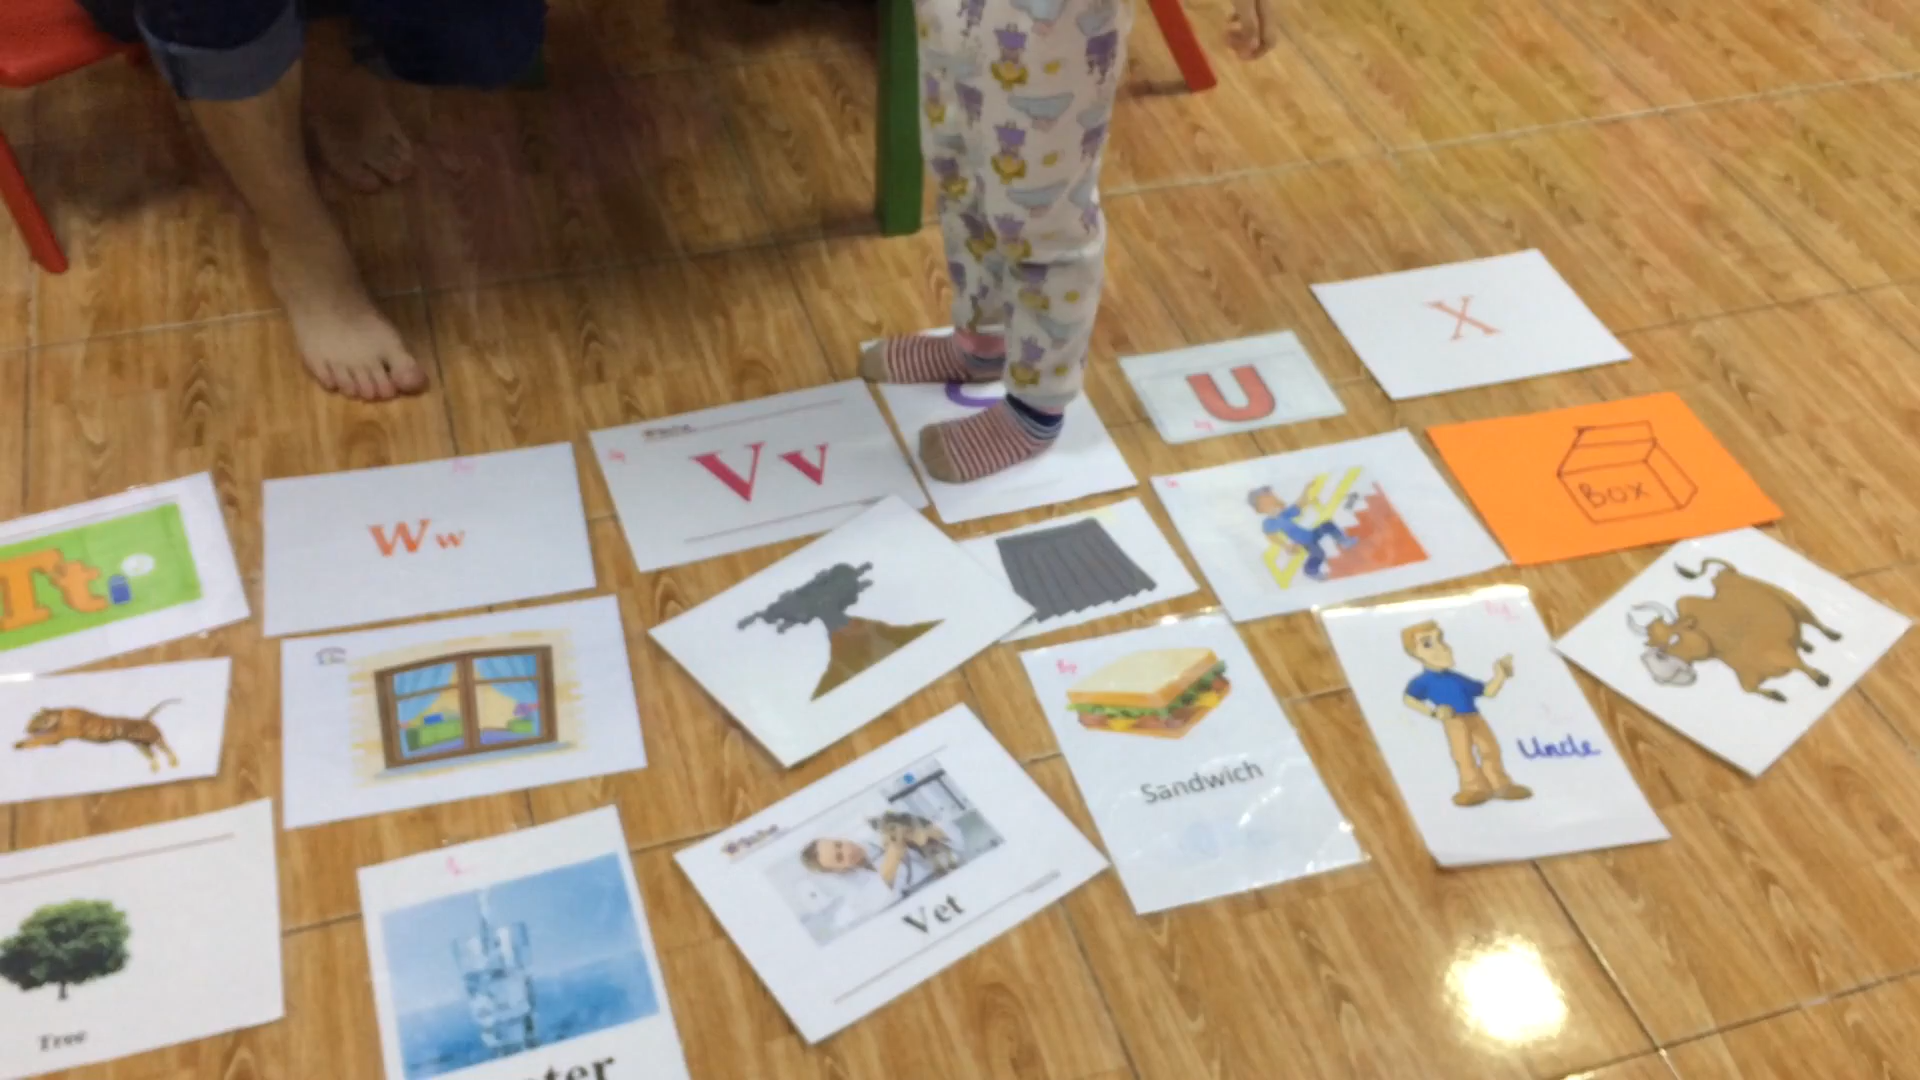 X
U
Vv
Ww
Tt
BOX
Sandwich
Uncle
Vet
Tree